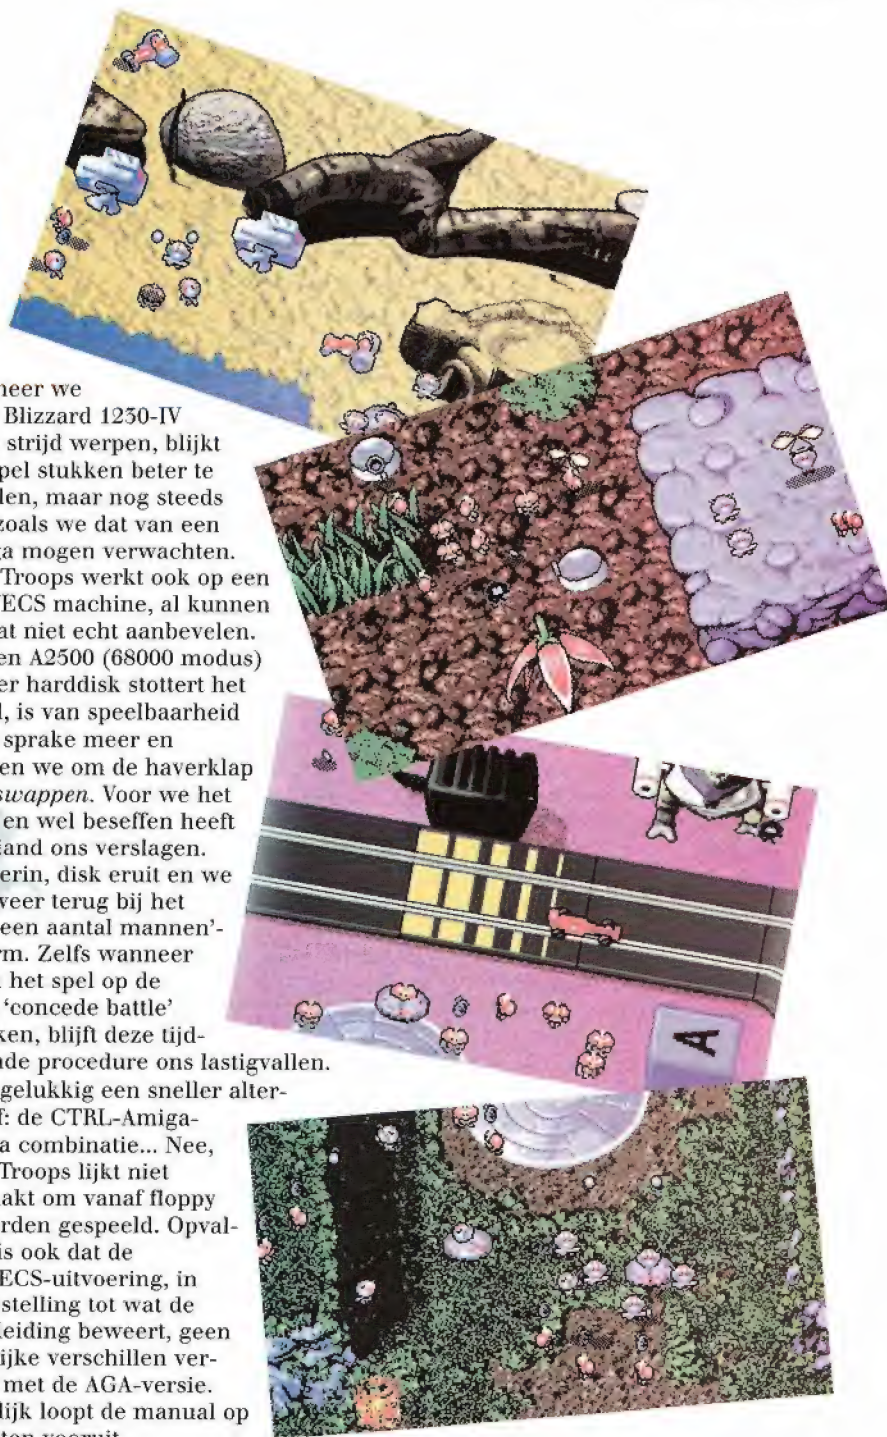 neer we
Blizzard 1230-IV
strijd werpen, blijkt
pel stukken beter te
len, maar nog steeds
zoals we dat van een
ga mogen verwachten.
Troops werkt ook op een
ECS machine, al kunnen
at niet echt aanbevelen.
en A2500 (68000 modus)
er harddisk stottert het
l, is van speelbaarheid
sprake meer en
en we om de haverklap
swappen. Voor we het
en wel beseffen heeft
iand ons verslagen.
erin, disk eruit en we
weer terug bij het
een aantal mannen'-
rm. Zelfs wanneer
het spel op de
'concede battle'
ken, blijft deze tijd-
nde procedure ons lastigvallen.
gelukkig een sneller alter-
f: de CTRL-Amiga-
a combinatie... Nee,
Troops lijkt niet
akt om vanaf floppy
rden gespeeld. Opval-
is ook dat de
ECS-uitvoering, in
stelling tot wat de
leiding beweert, geen
lijke verschillen ver-
met de AGA-versie.
lijk loopt de manual op
A